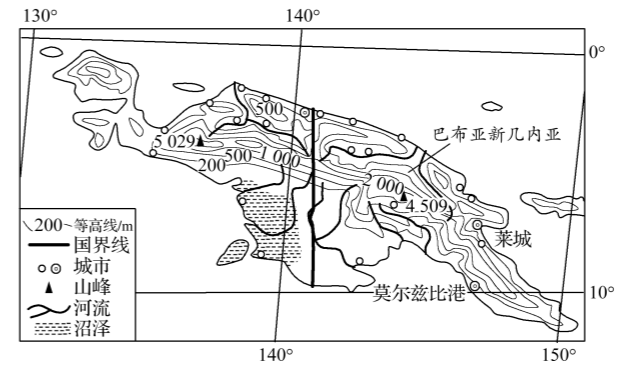 130° 140°
0°
500
巴布亚新几内亚
5 029
500 1 000
200
2 000
4 509
200 等高线/m
国界线
城市
山峰
河流
沼泽
莱城
莫尔兹比港
10°
140° 150°